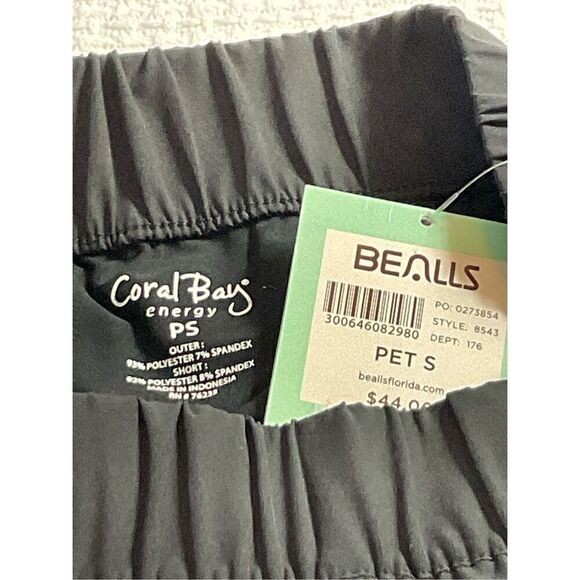 Coral Bay
energy
PS
OUTER:
93% POLYESTER 7% SPANDEX
SHORT:
92% POLYESTER 8% SPANDEX
MADE IN INDONESIA
BEALLS
300646082980
PO: 0273854
STYLE: 8543
DEPT: 176
PET S
beallsflorida.com